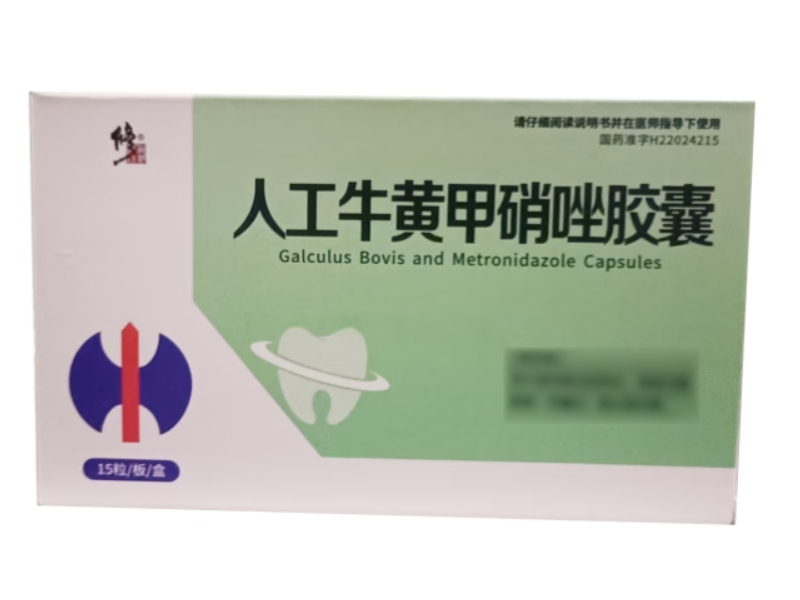 修
请仔细阅读说明书并在医师指导下使用
国药准字H22024215
人工牛黄甲硝唑胶囊
Galculus Bovis and Metronidazole Capsules
15粒/板/盒